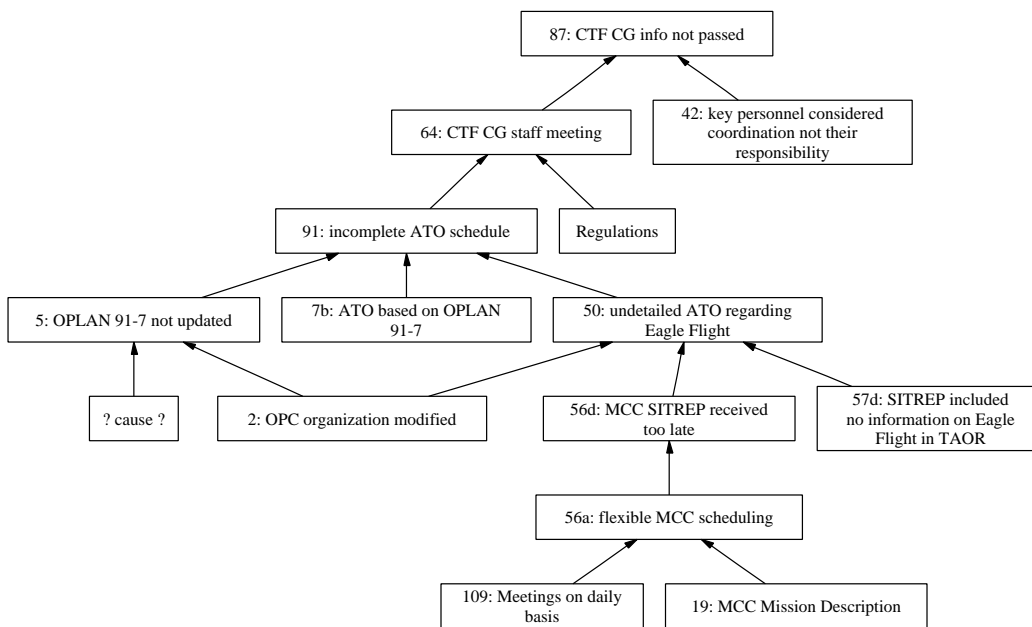 87: CTF CG info not passed
42: key personnel considered
coordination not their
responsibility
64: CTF CG staff meeting
91: incomplete ATO schedule
Regulations
5: OPLAN 91-7 not updated
7b: ATO based on OPLAN
91-7
50: undetailed ATO regarding
Eagle Flight
? cause ?
2: OPC organization modified
56d: MCC SITREP received
too late
57d: SITREP included
no information on Eagle
Flight in TAOR
56a: flexible MCC scheduling
109: Meetings on daily
basis
19: MCC Mission Description